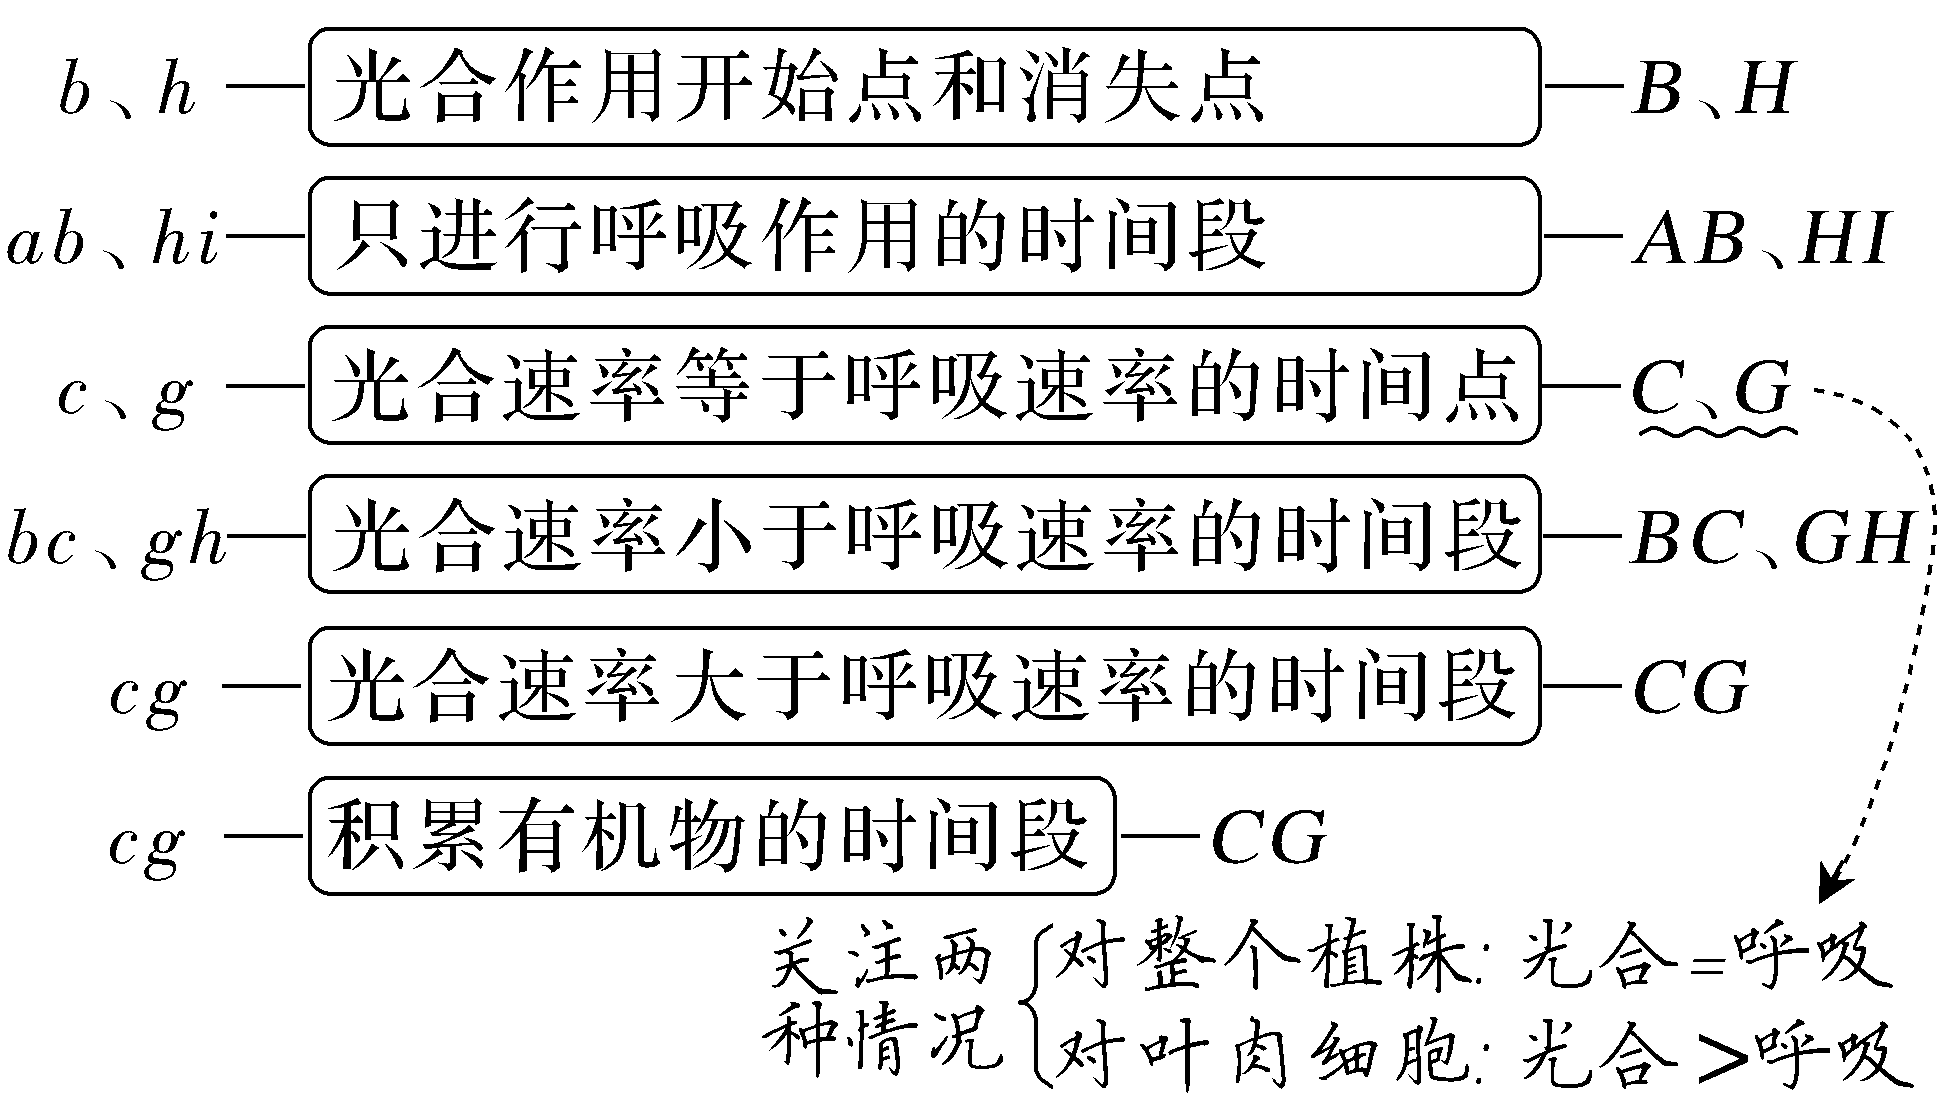 b、h 光合作用开始点和消失点 B、H
ab、hi 只进行呼吸作用的时间段 AB、HI
c、g 光合速率等于呼吸速率的时间点 C、G
bc、gh 光合速率小于呼吸速率的时间段 BC、GH
cg 光合速率大于呼吸速率的时间段 CG
cg 积累有机物的时间段 CG
关注两种情况
对整个植株:光合=呼吸
对叶肉细胞:光合>呼吸